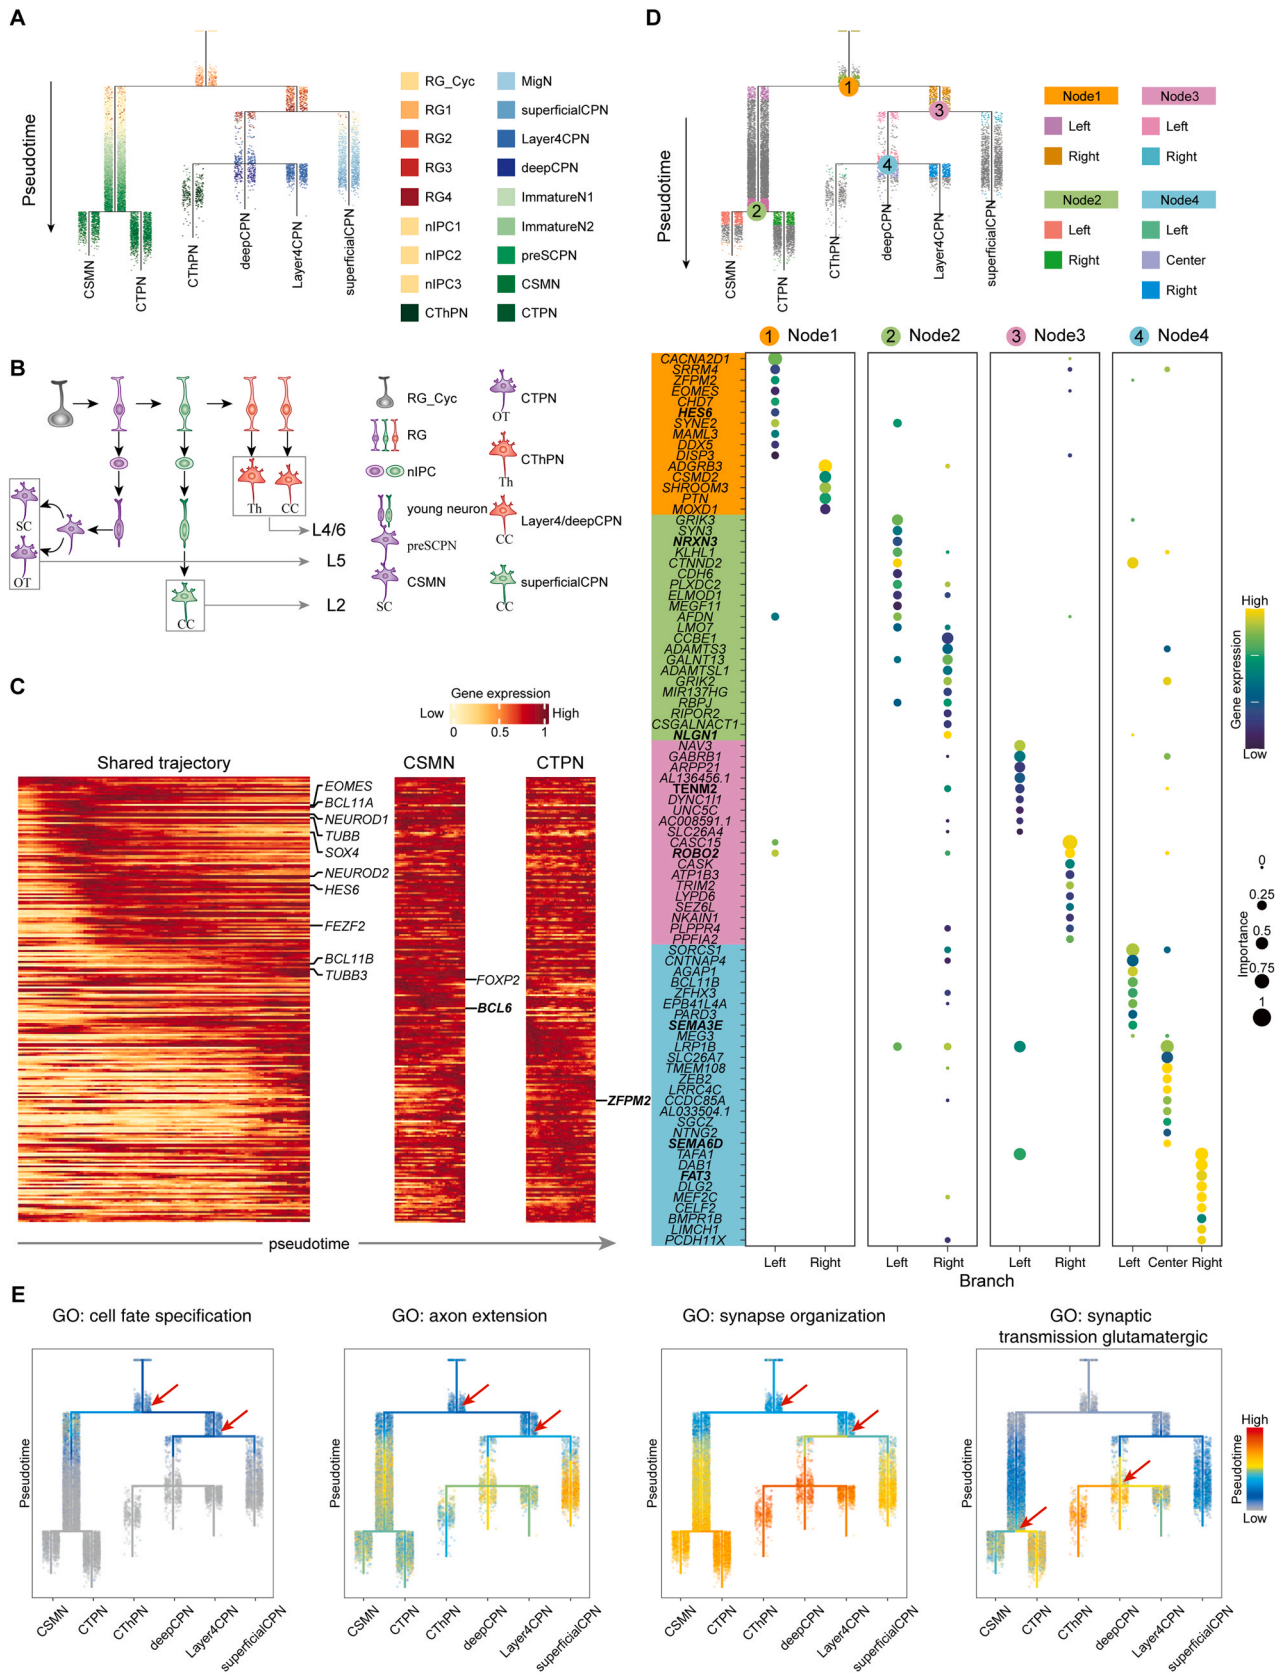 A
Pseudotime
CSMN
CTPN
CThPN
deepCPN
Layer4CPN
superficialCPN
RG_Cyc
RG1
RG2
RG3
RG4
nIPC1
nIPC2
nIPC3
CThPN
MigN
superficialCPN
Layer4CPN
deepCPN
ImmatureN1
ImmatureN2
preSCPN
CSMN
CTPN
B
SC
OT
Th CC
CC
L4/6
L5
L2
RG_Cyc
RG
nIPC
young neuron
preSCPN
CSMN
SC
CTPN
OT
CThPN
Th
Layer4/deepCPN
CC
superficialCPN
CC
C
Gene expression
Low High
0 0.5 1
Shared trajectory CSMN CTPN
EOMES
BCL11A
NEUROD1
TUBB
SOX4
NEUROD2
HES6
FEZF2
BCL11B
TUBB3
FOXP2
BCL6
ZFPM2
pseudotime
D
Pseudotime
1
2
3
4
CSMN
CTPN
CThPN
deepCPN
Layer4CPN
superficialCPN
Node1
Left
Right
Node2
Left
Right
Node3
Left
Right
Node4
Left
Center
Right
1 Node1 2 Node2 3 Node3 4 Node4
CACNA2D1
SRRM4
ZFPM2
EOMES
CHD7
HES6
SYNE2
MAML3
DDX5
DISP3
ADGRB3
CSMD2
SHROOM3
PTN
MOXD1
GRIK3
SYN3
NRXN3
KLHL1
CTNND2
CDH6
PLXDC2
ELMOD1
MEGF11
AFDN
LMO7
CCBE1
ADAMTS3
GALNT13
ADAMTSL1
GRIK2
MIR137HG
RBPJ
RIPOR2
CSGALNACT1
NLGN1
NAV3
GABRB1
ARPP21
AL136456.1
TENM2
DYNC1I1
UNC5C
AC008591.1
SLC26A4
CASC15
ROBO2
CASK
ATP1B3
TRIM2
LYPD6
SEZ6L
NKAIN1
PLPPR4
PPFIA2
SORCS1
CNTNAP4
AGAP1
BCL11B
ZFHX3
EPB41L4A
PARD3
SEMA3E
MEG3
LRP1B
SLC26A7
TMEM108
ZEB2
LRRC4C
CCDC85A
AL033504.1
SGCZ
NTNG2
SEMA6D
TAFA1
DAB1
FAT3
DLG2
MEF2C
CELF2
BMPR1B
LIMCH1
PCDH11X
Left Right Left Right Left Right Left Center Right
Branch
High
Gene expression
Low
Importance
0
0.25
0.5
0.75
1
E
GO: cell fate specification
GO: axon extension
GO: synapse organization
GO: synaptic
transmission glutamatergic
Pseudotime
CSMN
CTPN
CThPN
deepCPN
Layer4CPN
superficialCPN
Pseudotime
CSMN
CTPN
CThPN
deepCPN
Layer4CPN
superficialCPN
Pseudotime
CSMN
CTPN
CThPN
deepCPN
Layer4CPN
superficialCPN
Pseudotime
CSMN
CTPN
CThPN
deepCPN
Layer4CPN
superficialCPN
High
Pseudotime
Low